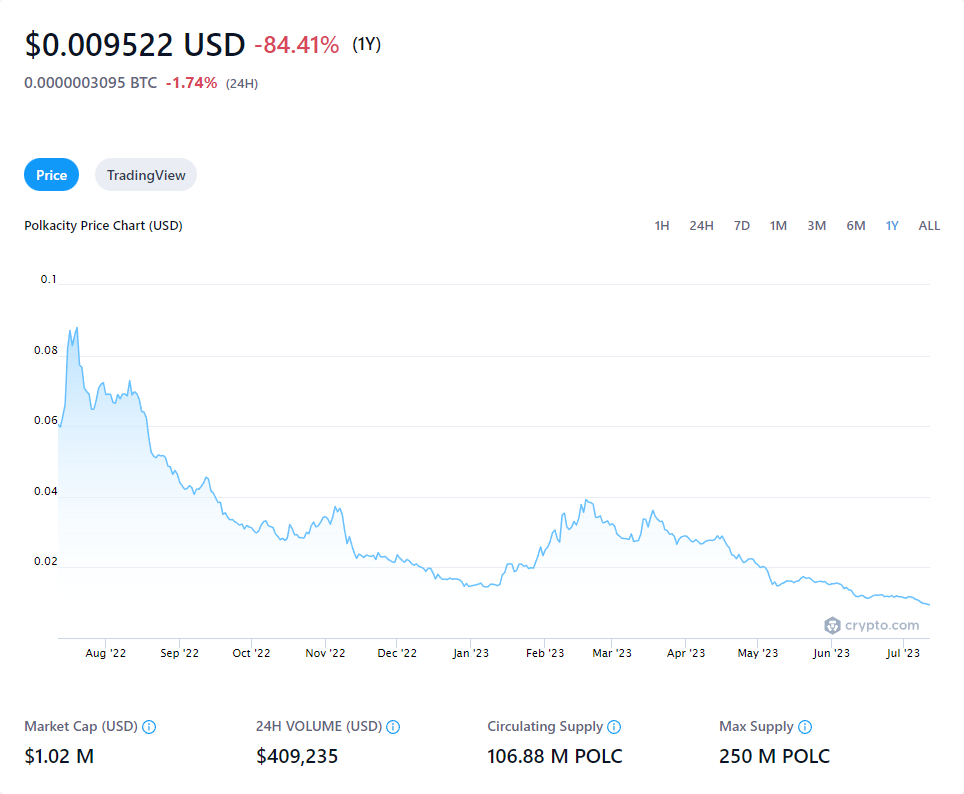 $0.009522 USD -84.41% (1Y)
0.0000003095 BTC -1.74% (24H)
Price TradingView
Polkacity Price Chart (USD) 1H 24H 7D 1M 3M 6M 1Y ALL
0.1
0.08
0.06
0.04
0.02
crypto.com
Aug '22 Sep '22 Oct '22 Nov '22 Dec '22 Jan '23 Feb '23 Mar '23 Apr '23 May '23 Jun '23 Jul '23
Market Cap (USD) 24H VOLUME (USD) Circulating Supply Max Supply
$1.02 M $409,235 106.88 M POLC 250 M POLC